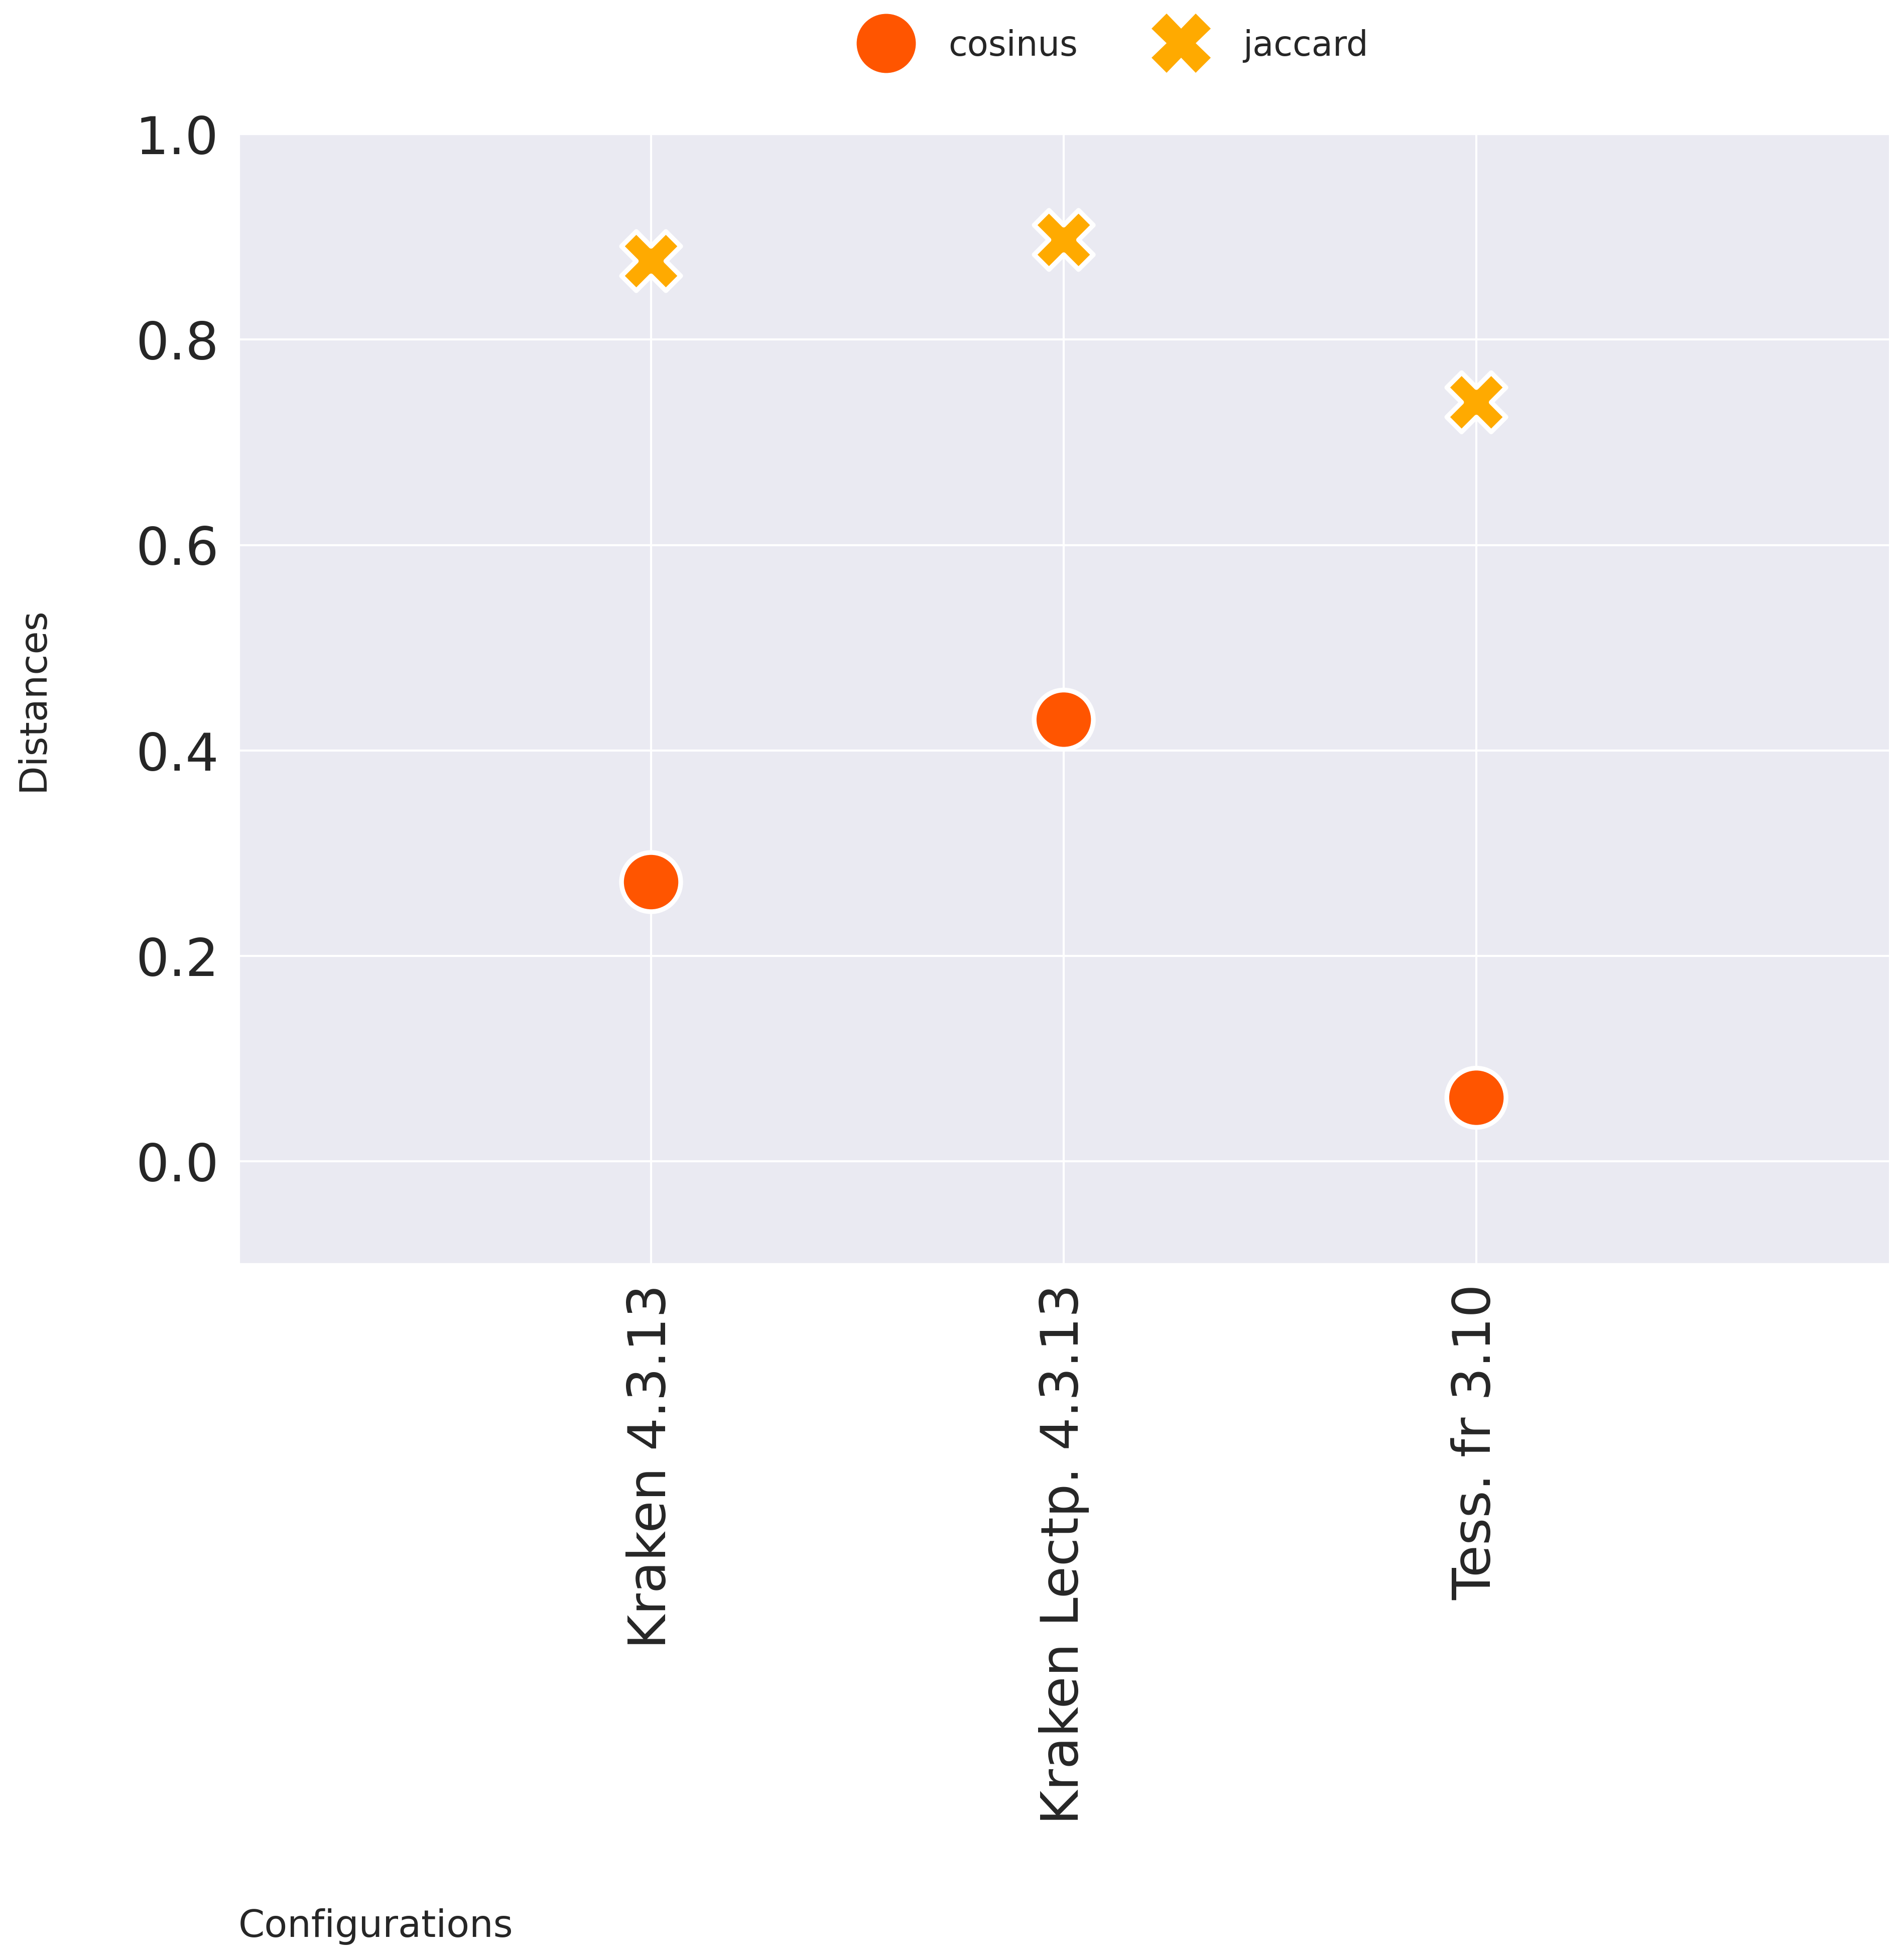 cosinus jaccard
1.0
0.8
0.6
0.4
0.2
0.0
Distances
Kraken 4.3.13
Kraken Lectp. 4.3.13
Tess. fr 3.10
Configurations